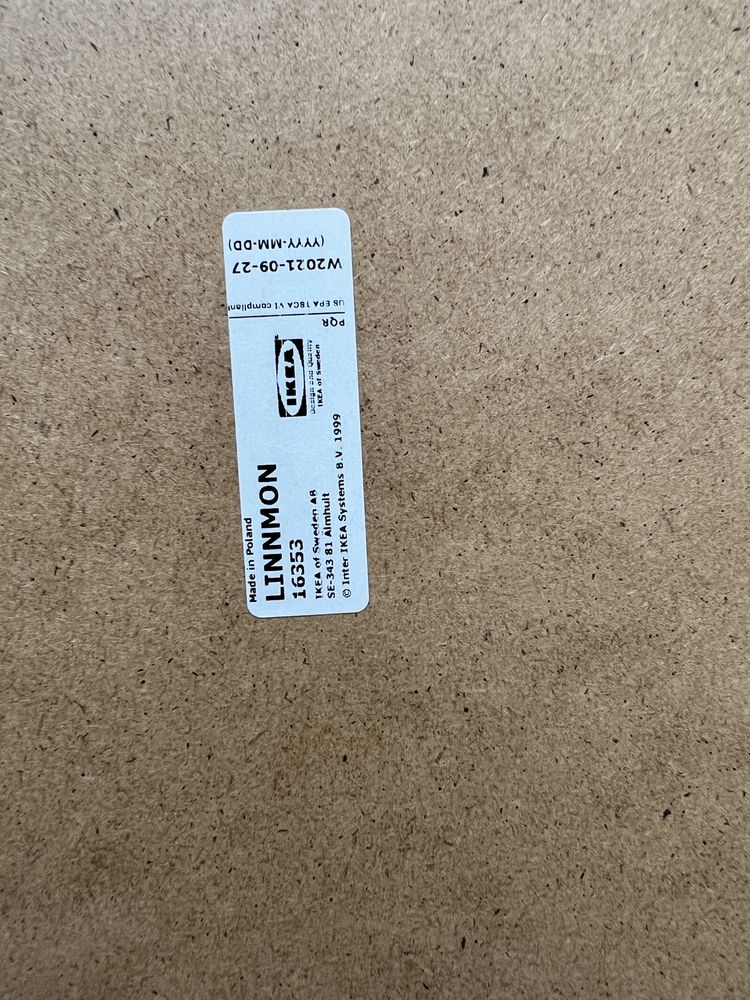 Made in Poland
LINNMON
16353
IKEA of Sweden AB
SE-343 81 Älmhult
© Inter IKEA Systems B.V. 1999
IKEA
Design and Quality
IKEA of Sweden
PQR
US EPA TSCA VI compliant
W2021-09-27
(YYYY-MM-DD)